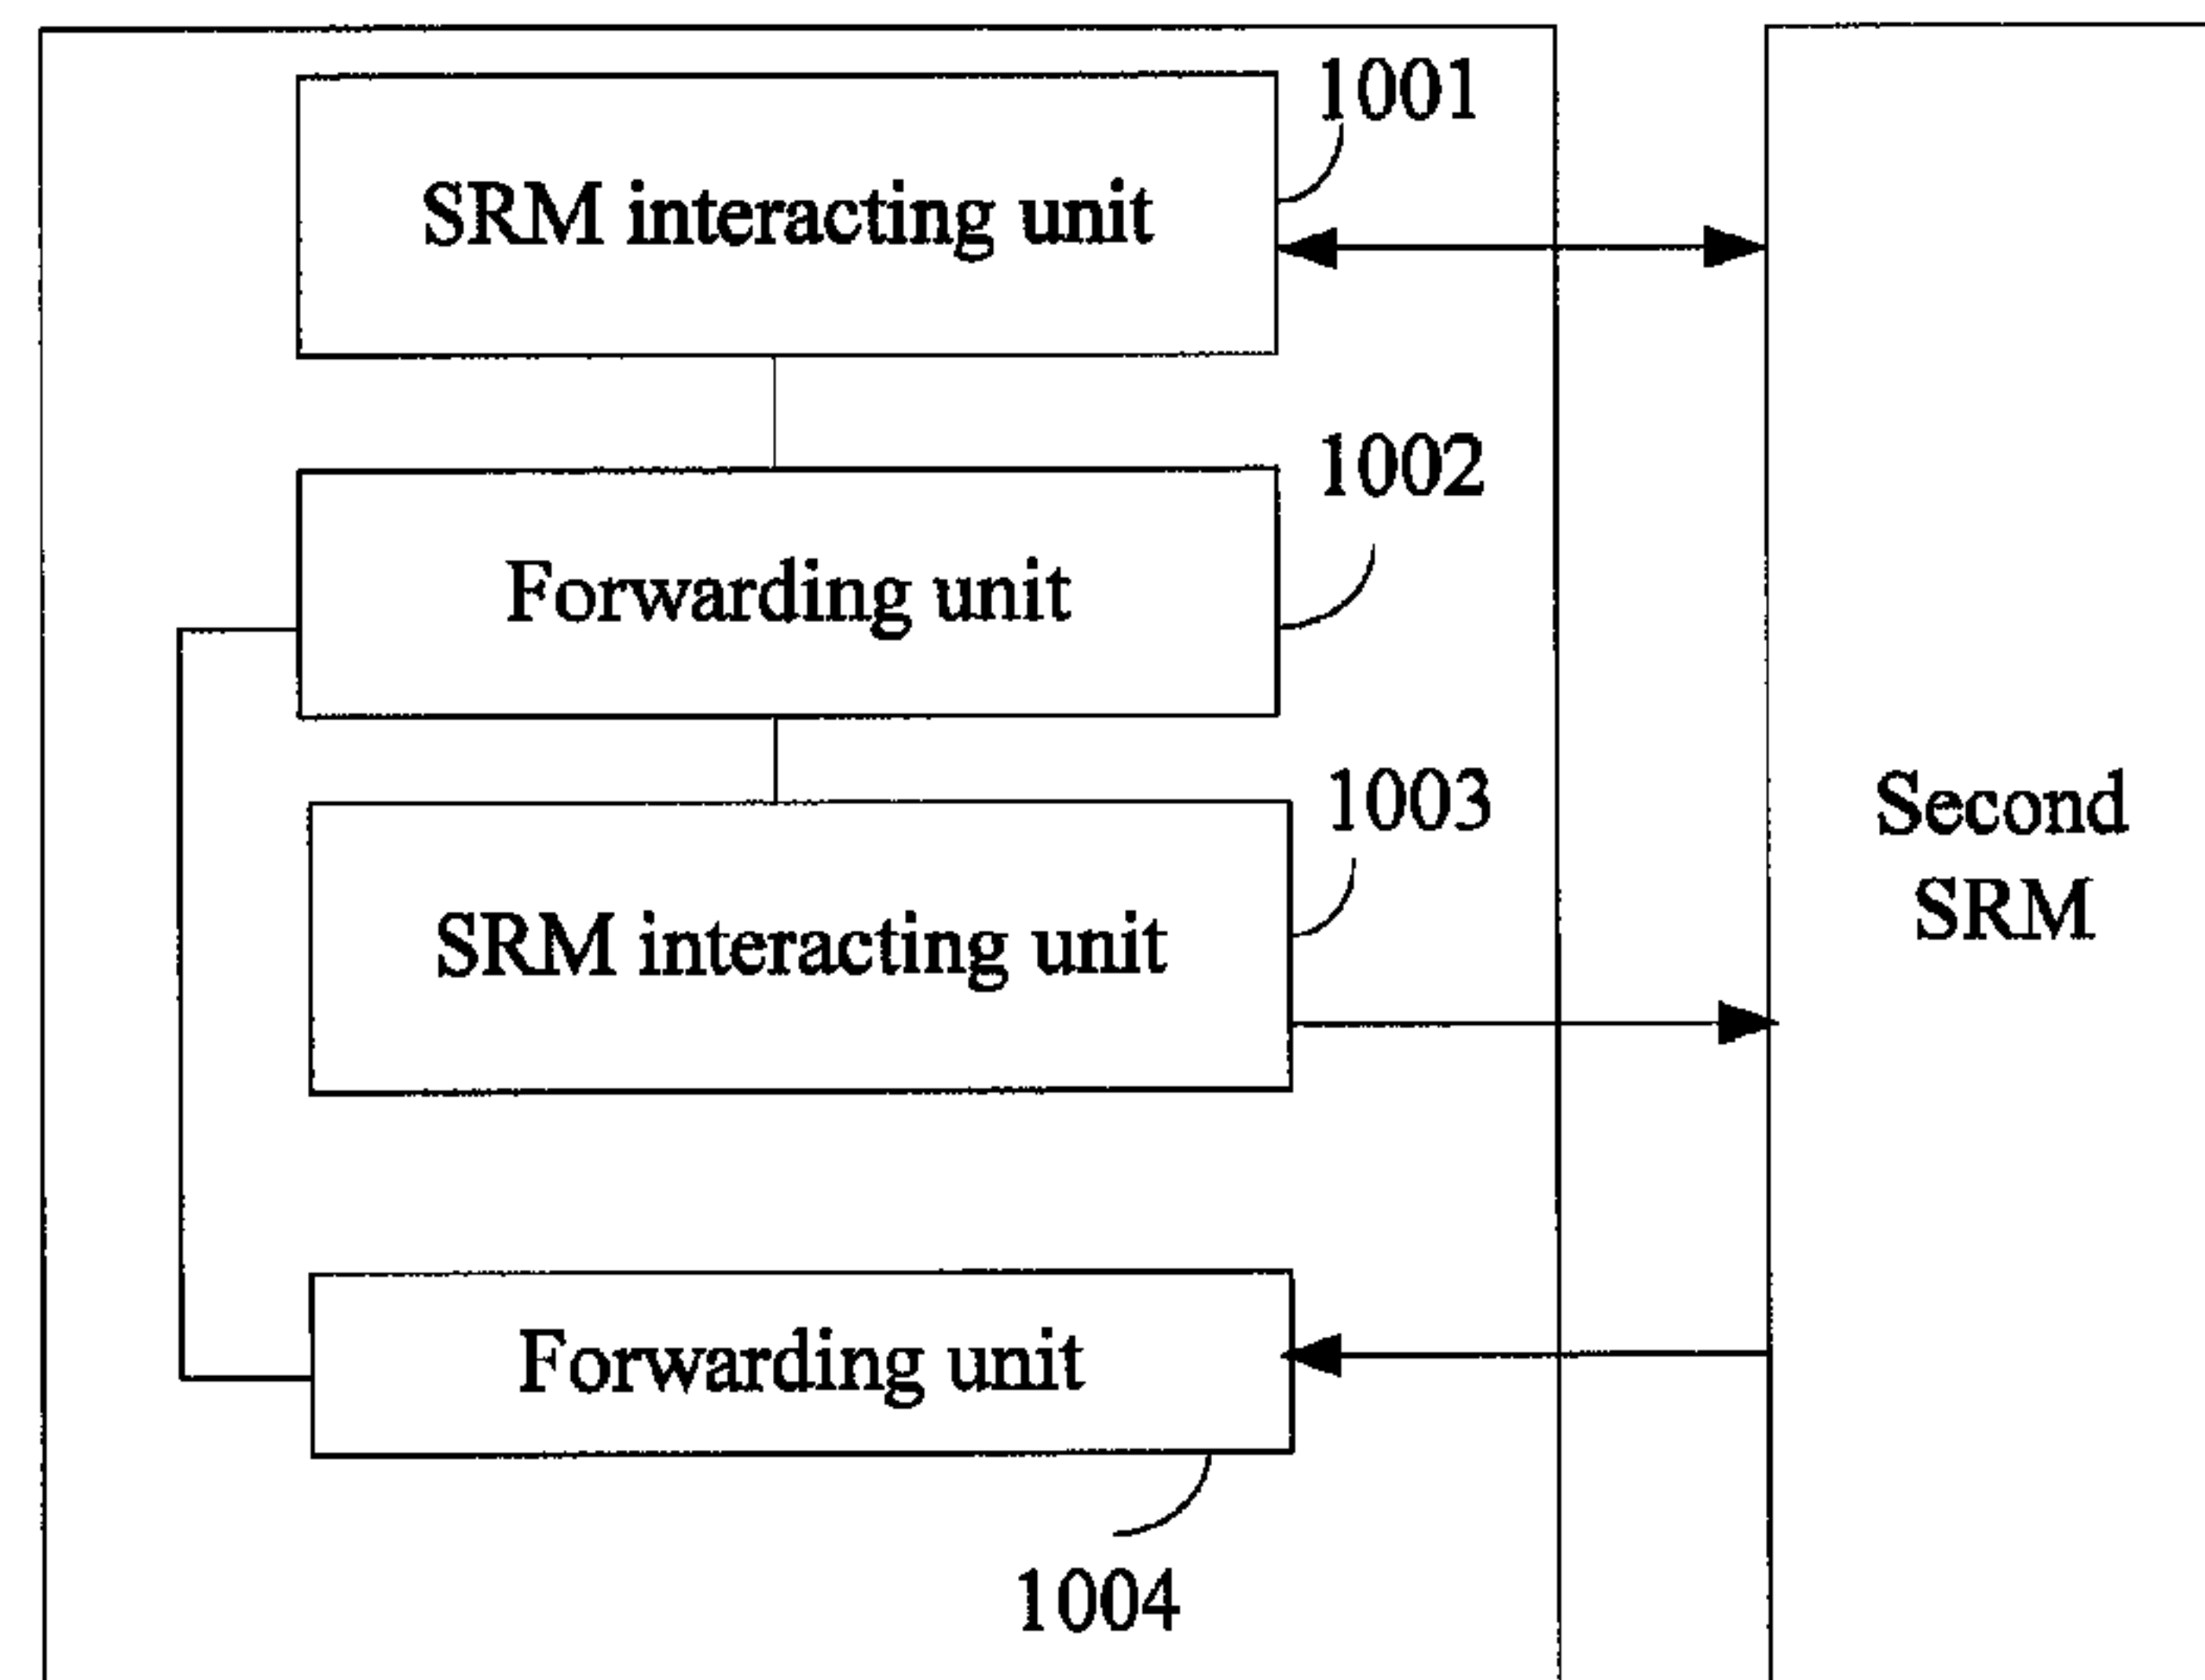 1001
SRM interacting unit
1002
Forwarding unit
1003
SRM interacting unit
Second
SRM
Forwarding unit
1004